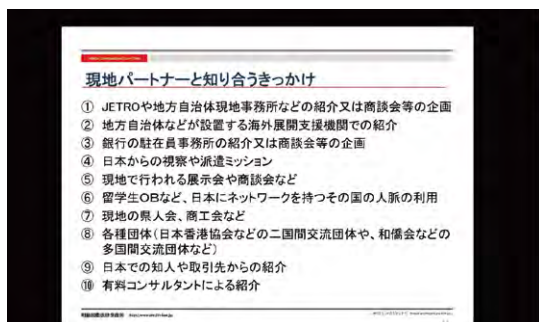 現地パートナーと知り合うきっかけ
① JETROや地方自治体現地事務所などの紹介又は商談会等の企画
② 地方自治体などが設置する海外展開支援機関での紹介
③ 銀行の駐在員事務所の紹介又は商談会等の企画
④ 日本からの視察や派遣ミッション
⑤ 現地で行われる展示会や商談会など
⑥ 留学生OBなど、日本にネットワークを持つその国の人脈の利用
⑦ 現地の県人会、商工会など
⑧ 各種団体(日本香港協会などの二国間交流団体や、和僑会などの
多国間交流団体など)
⑨ 日本での知人や取引先からの紹介
⑩ 有料コンサルタントによる紹介